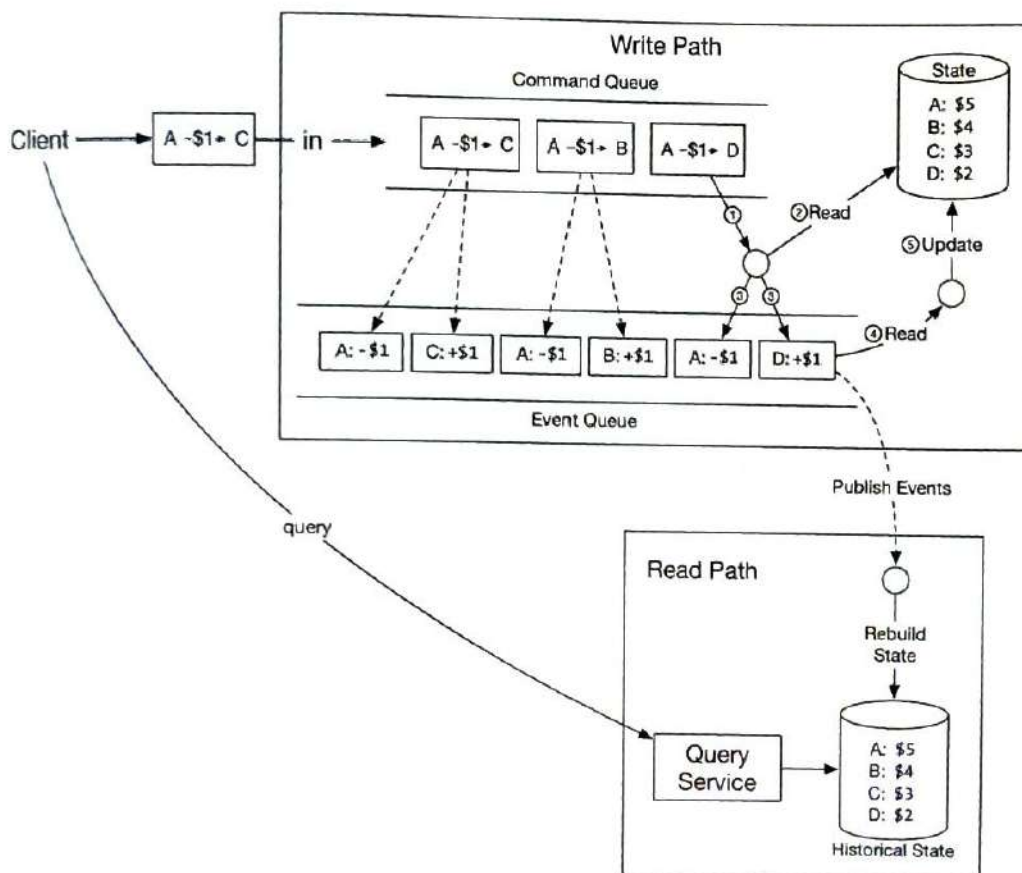 Write Path
Command Queue
State
A: $5
B: $4
C: $3
D: $2
Client
A -$1→ C
in
A -$1→ C
A -$1→ B
A -$1→ D
①
②Read
⑤Update
③
③
④Read
A: -$1
C: +$1
A: -$1
B: +$1
A: -$1
D: +$1
Event Queue
Publish Events
query
Read Path
Rebuild
State
Query
Service
A: $5
B: $4
C: $3
D: $2
Historical State